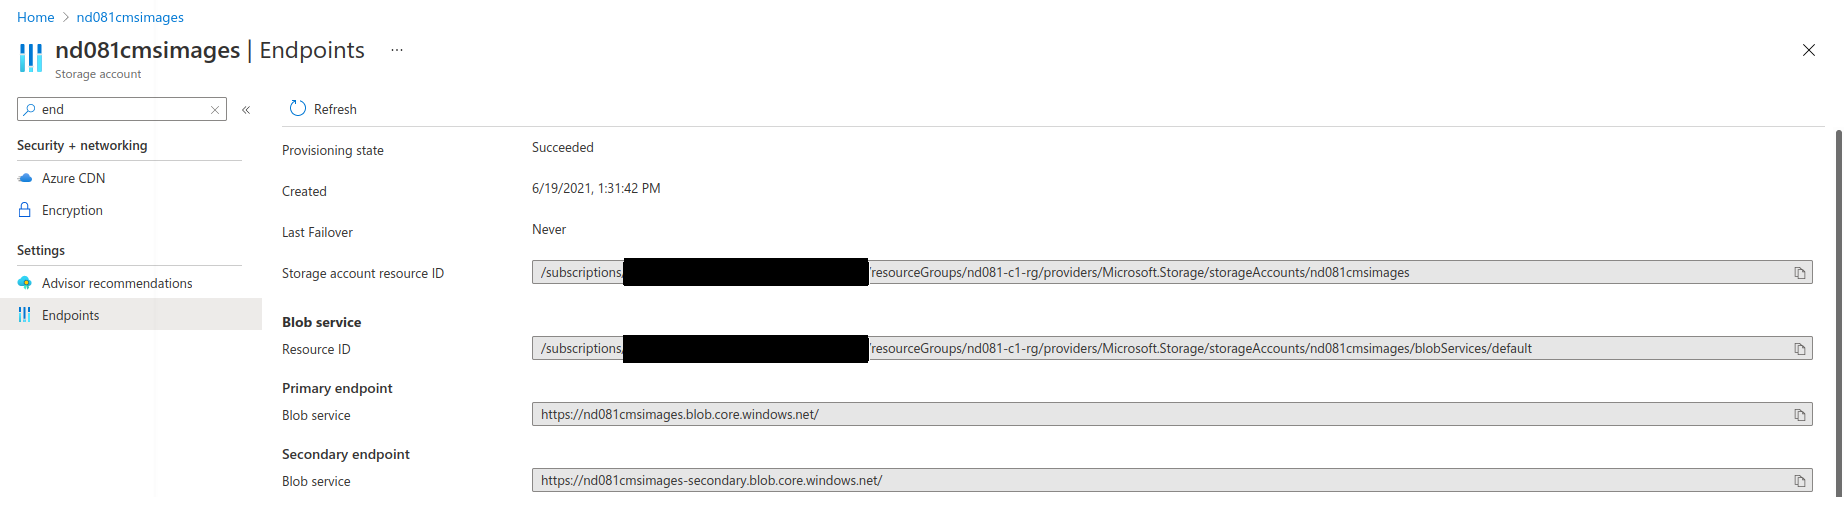 Home > nd081cmsimages
nd081cmsimages | Endpoints ...
Storage account
end
Refresh
Security + networking
Azure CDN
Encryption
Settings
Advisor recommendations
Endpoints
Provisioning state Succeeded
Created 6/19/2021, 1:31:42 PM
Last Failover Never
Storage account resource ID /subscriptions/ /resourceGroups/nd081-c1-rg/providers/Microsoft.Storage/storageAccounts/nd081cmsimages
Blob service
Resource ID /subscriptions/ /resourceGroups/nd081-c1-rg/providers/Microsoft.Storage/storageAccounts/nd081cmsimages/blobServices/default
Primary endpoint
Blob service https://nd081cmsimages.blob.core.windows.net/
Secondary endpoint
Blob service https://nd081cmsimages-secondary.blob.core.windows.net/